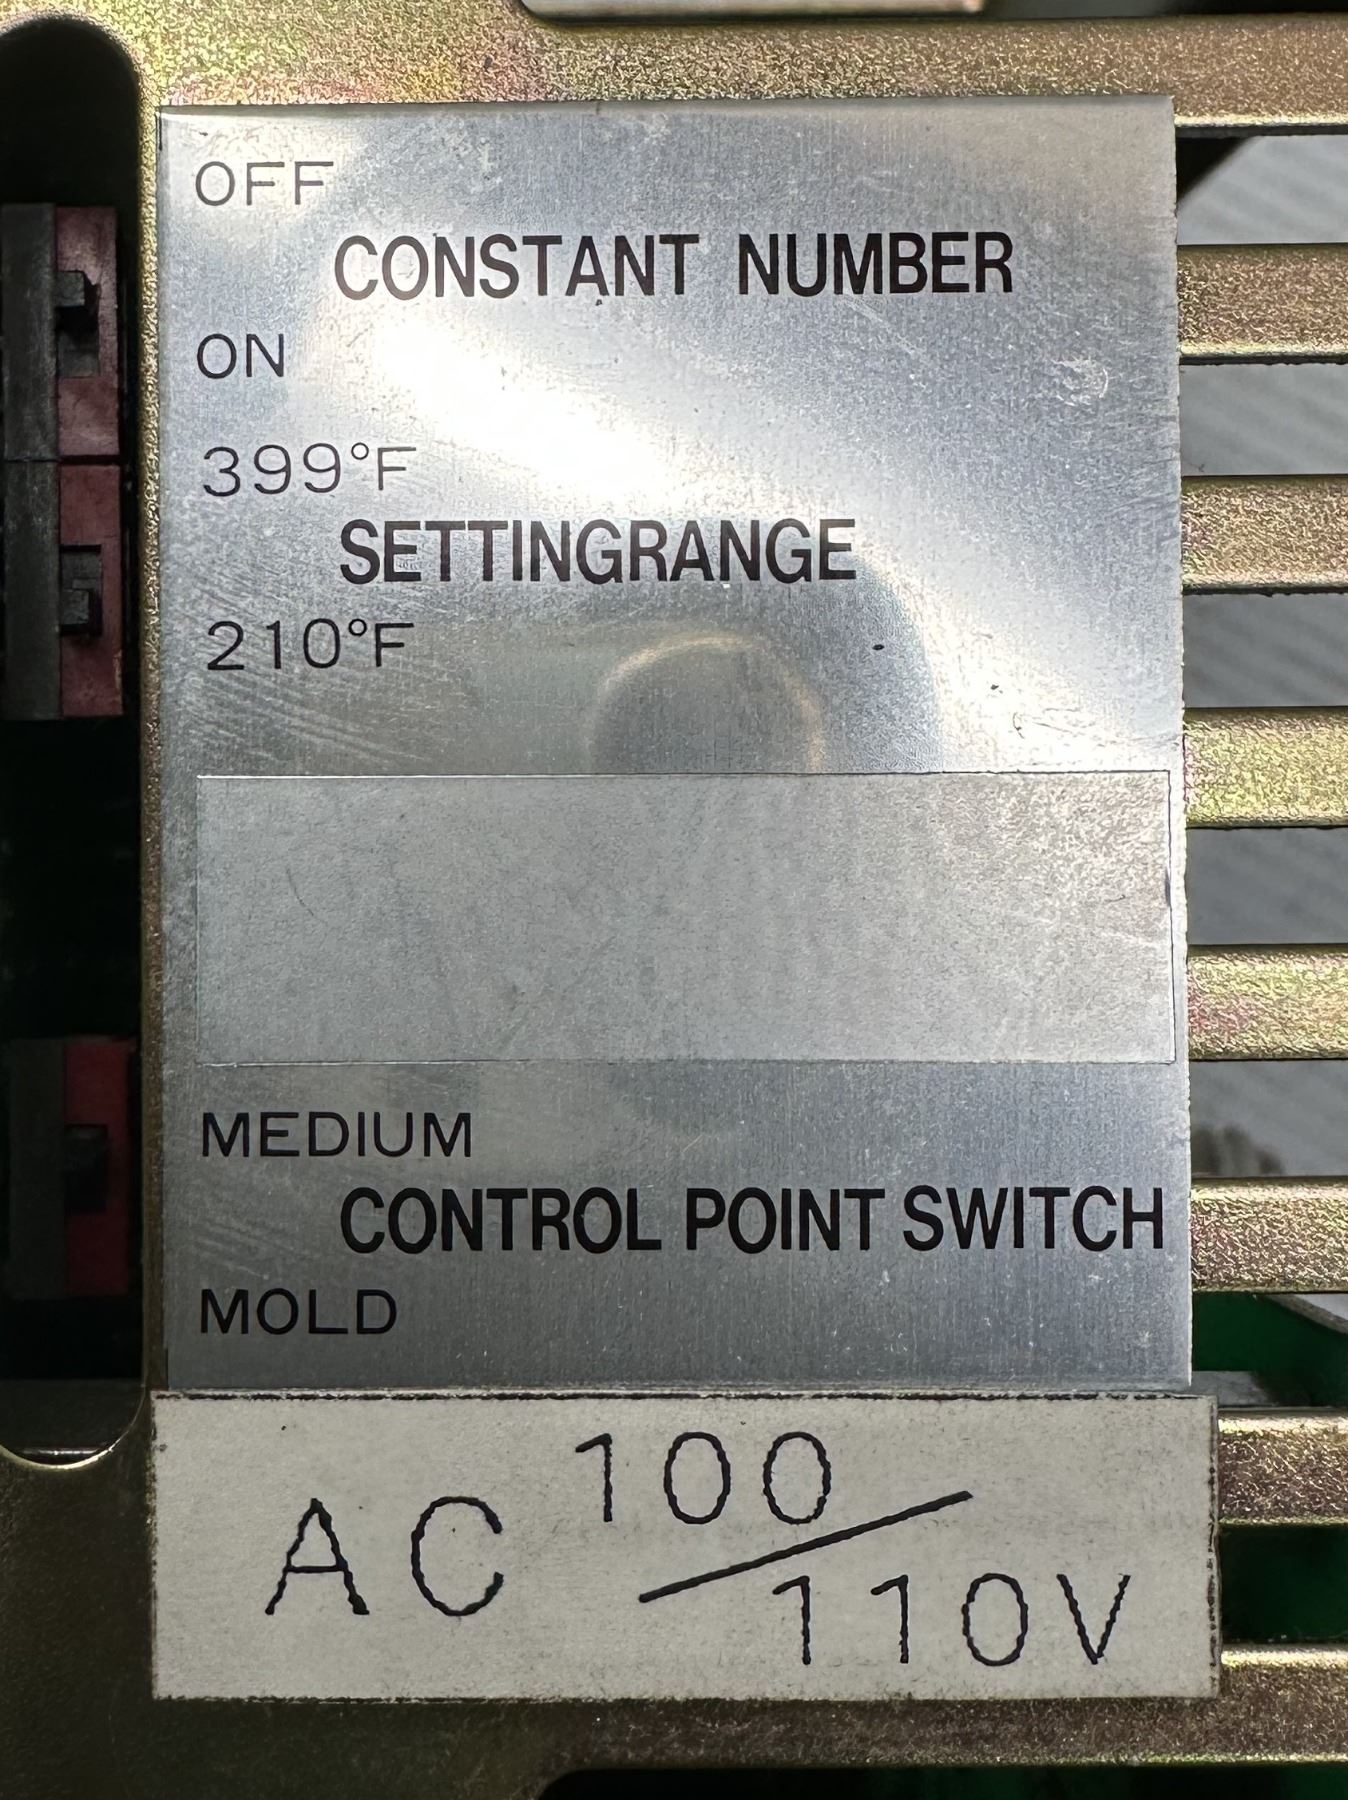 OFF
CONSTANT NUMBER
ON
399°F
SETTINGRANGE
210°F
MEDIUM
CONTROL POINT SWITCH
MOLD
AC 100/110V